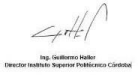 Ing. Guillermo Haller
Director Instituto Superior Politécnico Córdoba